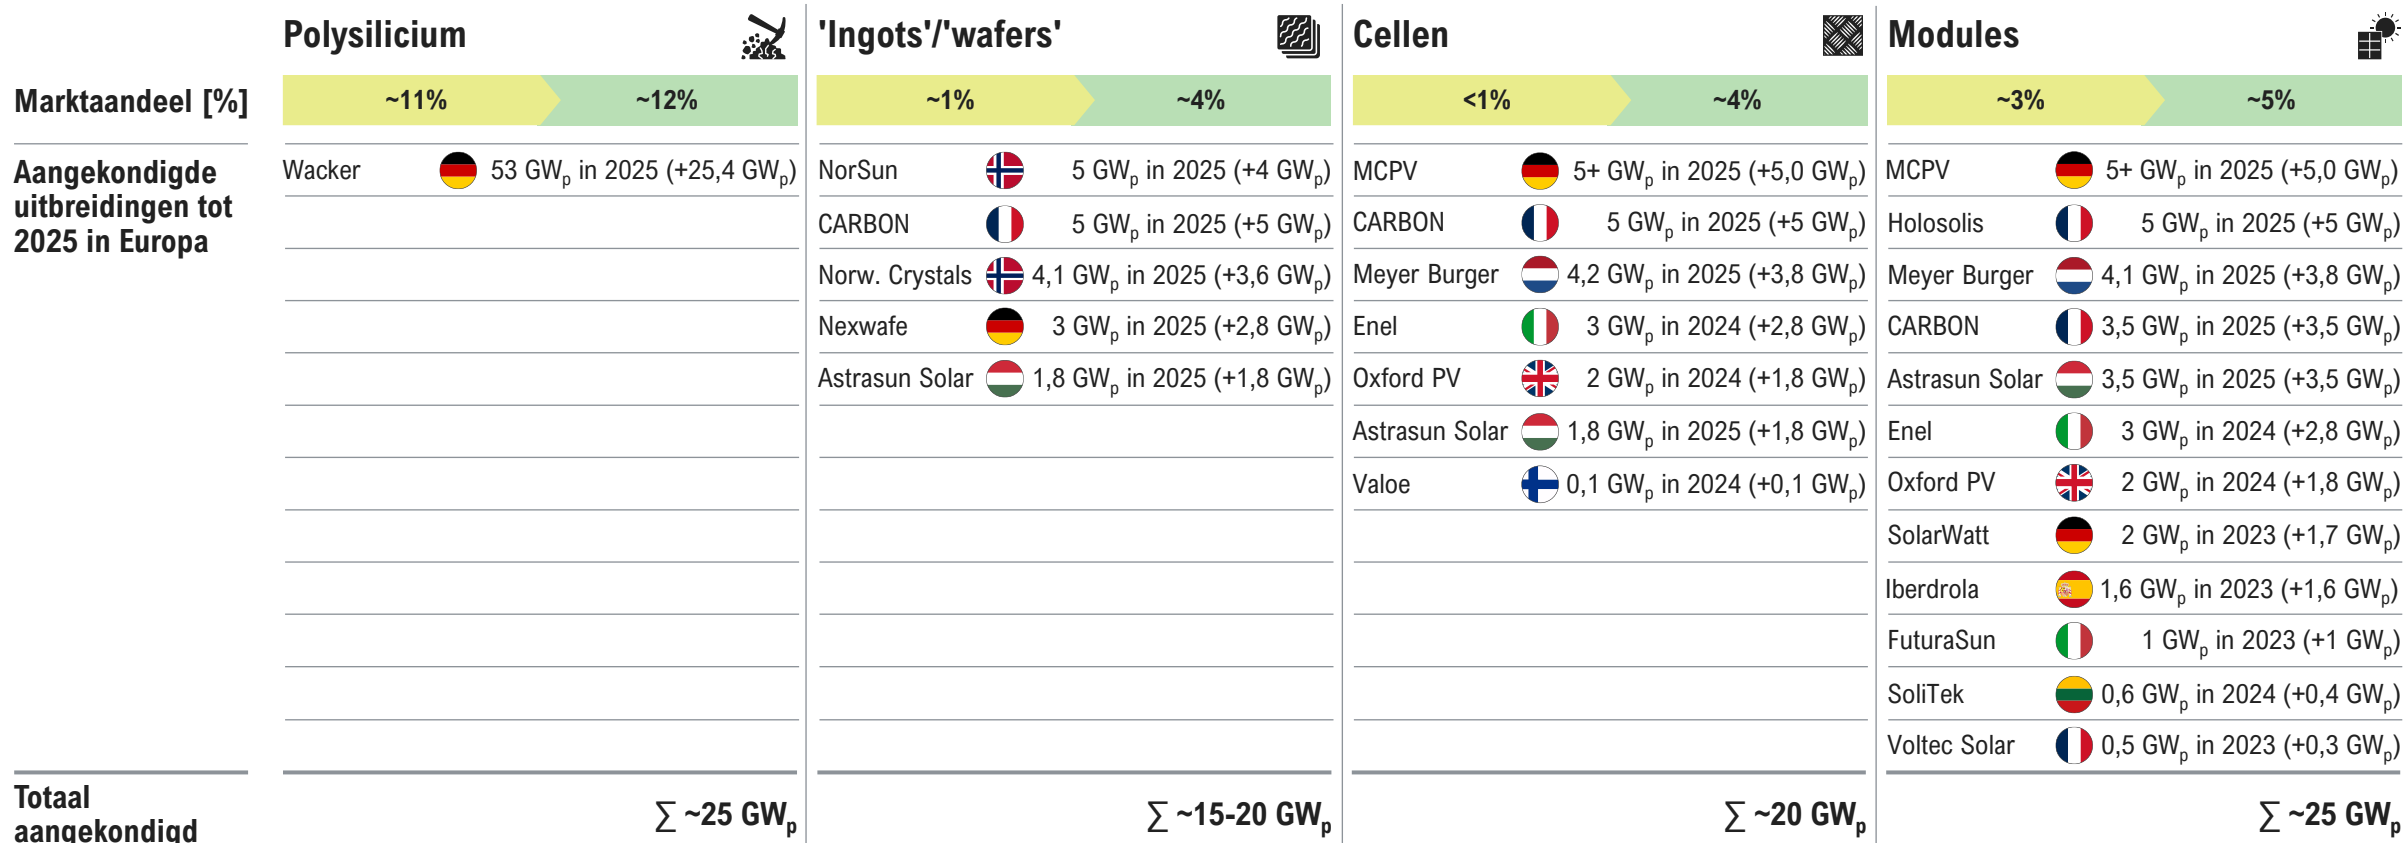 Polysilicium
'Ingots'/'wafers'
Cellen
Modules
Marktaandeel [%]
~11% ~12%
~1% ~4%
<1% ~4%
~3% ~5%
Aangekondigde
uitbreidingen tot
2025 in Europa
Wacker 53 GWp in 2025 (+25,4 GWp)
NorSun 5 GWp in 2025 (+4 GWp)
CARBON 5 GWp in 2025 (+5 GWp)
Norw. Crystals 4,1 GWp in 2025 (+3,6 GWp)
Nexwafe 3 GWp in 2025 (+2,8 GWp)
Astrasun Solar 1,8 GWp in 2025 (+1,8 GWp)
MCPV 5+ GWp in 2025 (+5,0 GWp)
CARBON 5 GWp in 2025 (+5 GWp)
Meyer Burger 4,2 GWp in 2025 (+3,8 GWp)
Enel 3 GWp in 2024 (+2,8 GWp)
Oxford PV 2 GWp in 2024 (+1,8 GWp)
Astrasun Solar 1,8 GWp in 2025 (+1,8 GWp)
Valoe 0,1 GWp in 2024 (+0,1 GWp)
MCPV 5+ GWp in 2025 (+5,0 GWp)
Holosolis 5 GWp in 2025 (+5 GWp)
Meyer Burger 4,1 GWp in 2025 (+3,8 GWp)
CARBON 3,5 GWp in 2025 (+3,5 GWp)
Astrasun Solar 3,5 GWp in 2025 (+3,5 GWp)
Enel 3 GWp in 2024 (+2,8 GWp)
Oxford PV 2 GWp in 2024 (+1,8 GWp)
SolarWatt 2 GWp in 2023 (+1,7 GWp)
Iberdrola 1,6 GWp in 2023 (+1,6 GWp)
FuturaSun 1 GWp in 2023 (+1 GWp)
SoliTek 0,6 GWp in 2024 (+0,4 GWp)
Voltec Solar 0,5 GWp in 2023 (+0,3 GWp)
Totaal
aangekondigd
∑ ~25 GWp
∑ ~15-20 GWp
∑ ~20 GWp
∑ ~25 GWp